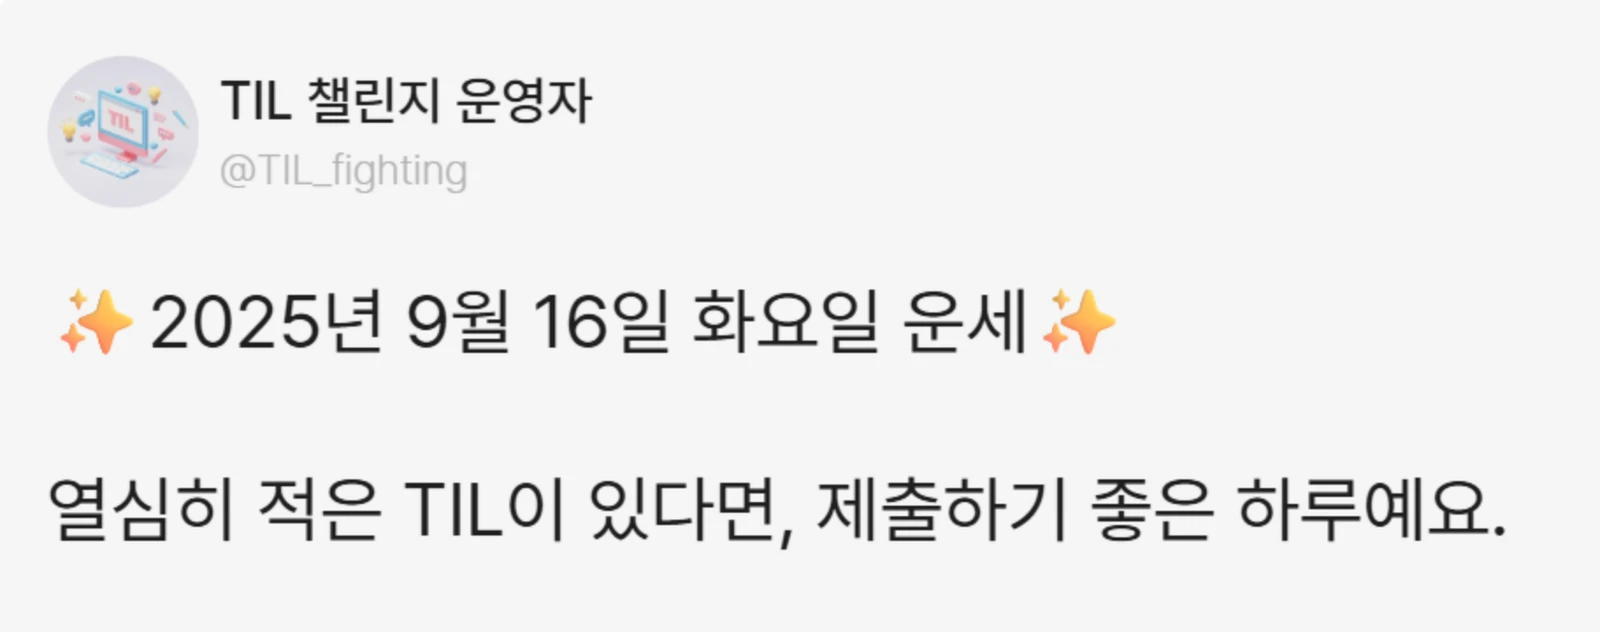 TIL
TIL 챌린지 운영자
@TIL_fighting
✨ 2025년 9월 16일 화요일 운세✨
열심히 적은 TIL이 있다면, 제출하기 좋은 하루예요.